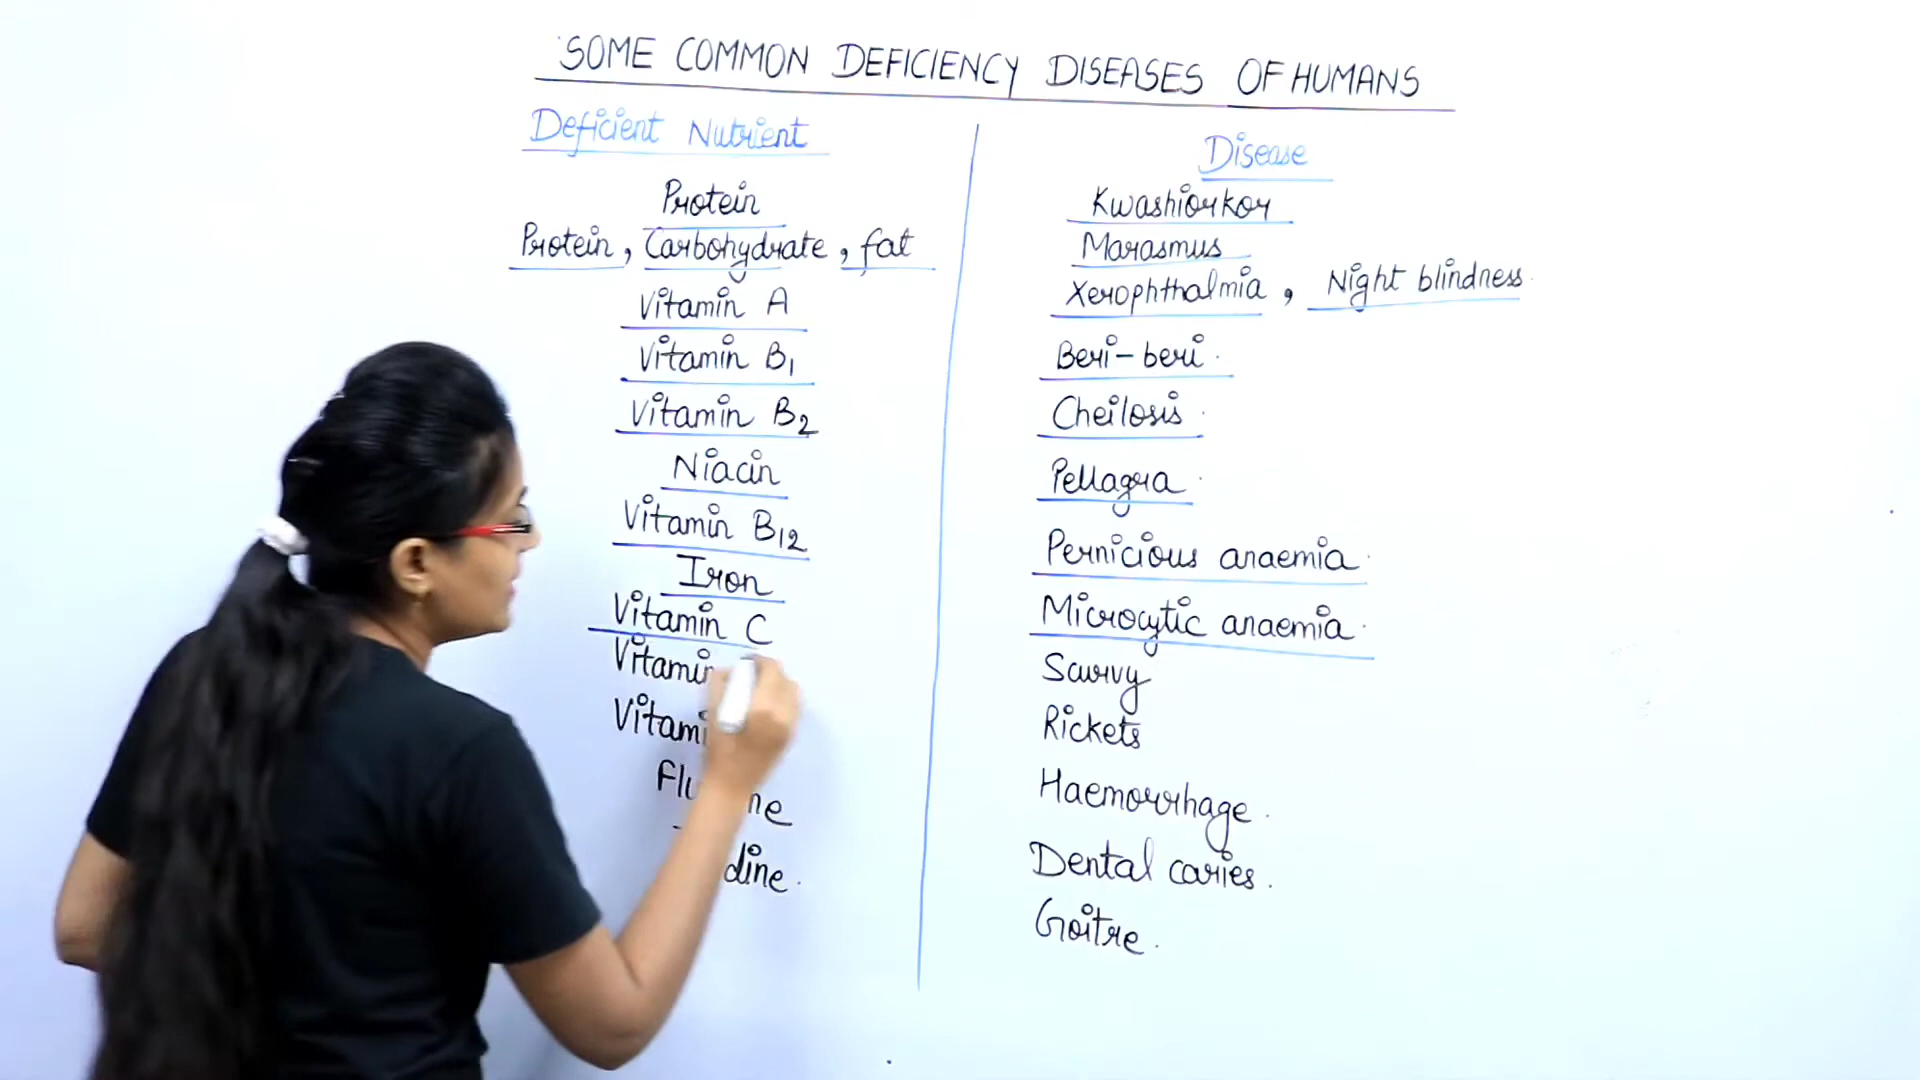 SOME COMMON DEFICIENCY DISEASES OF HUMANS
Deficient Nutrient
Disease
Protein
Kwashiorkor
Protein, Carbohydrate, fat
Marasmus
Vitamin A
Xerophthalmia, Night blindness
Vitamin B1
Beri-beri.
Vitamin B2
Cheilosis.
Niacin
Pellagra.
Vitamin B12
Pernicious anaemia.
Iron
Microcytic anaemia.
Vitamin C
Scurvy
Vitamin
Rickets
Haemorrhage.
Dental caries.
Goitre.